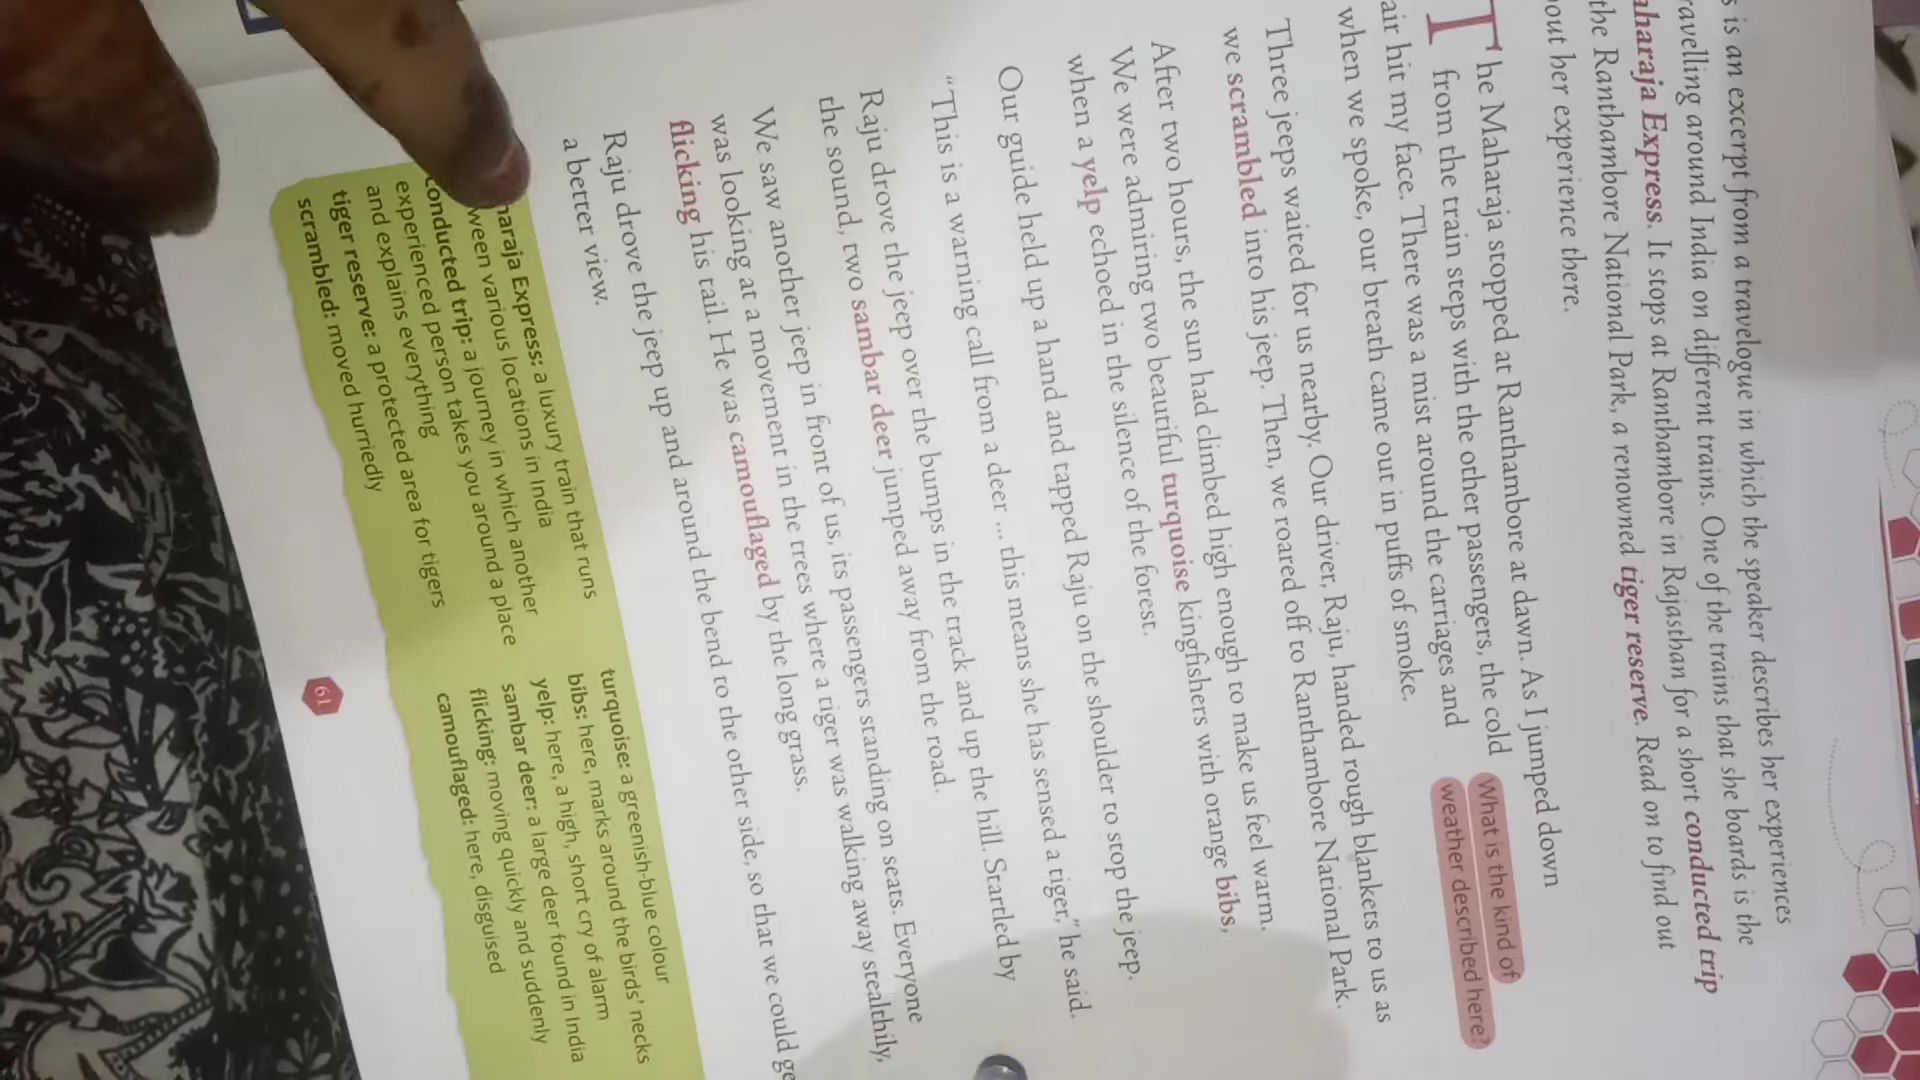 s is an excerpt from a travelogue in which the speaker describes her experiences
ravelling around India on different trains. One of the trains that she boards is the
aharaja Express. It stops at Ranthambore in Rajasthan for a short conducted trip
the Ranthambore National Park, a renowned tiger reserve. Read on to find out
out her experience there.
The Maharaja stopped at Ranthambore at dawn. As I jumped down
from the train steps with the other passengers, the cold
air hit my face. There was a mist around the carriages and
when we spoke, our breath came out in puffs of smoke.
What is the kind of
weather described here?
Three jeeps waited for us nearby. Our driver, Raju, handed rough blankets to us as
we scrambled into his jeep. Then, we roared off to Ranthambore National Park.
After two hours, the sun had climbed high enough to make us feel warm.
We were admiring two beautiful turquoise kingfishers with orange bibs,
when a yelp echoed in the silence of the forest.
Our guide held up a hand and tapped Raju on the shoulder to stop the jeep.
“This is a warning call from a deer ... this means she has sensed a tiger,” he said.
Raju drove the jeep over the bumps in the track and up the hill. Startled by
the sound, two sambar deer jumped away from the road.
We saw another jeep in front of us, its passengers standing on seats. Everyone
was looking at a movement in the trees where a tiger was walking away stealthily,
flicking his tail. He was camouflaged by the long grass.
Raju drove the jeep up and around the bend to the other side, so that we could ge
a better view.
haraja Express: a luxury train that runs
ween various locations in India
conducted trip: a journey in which another
experienced person takes you around a place
and explains everything
tiger reserve: a protected area for tigers
scrambled: moved hurriedly
turquoise: a greenish-blue colour
bibs: here, marks around the birds’ necks
yelp: here, a high, short cry of alarm
sambar deer: a large deer found in India
flicking: moving quickly and suddenly
camouflaged: here, disguised
61